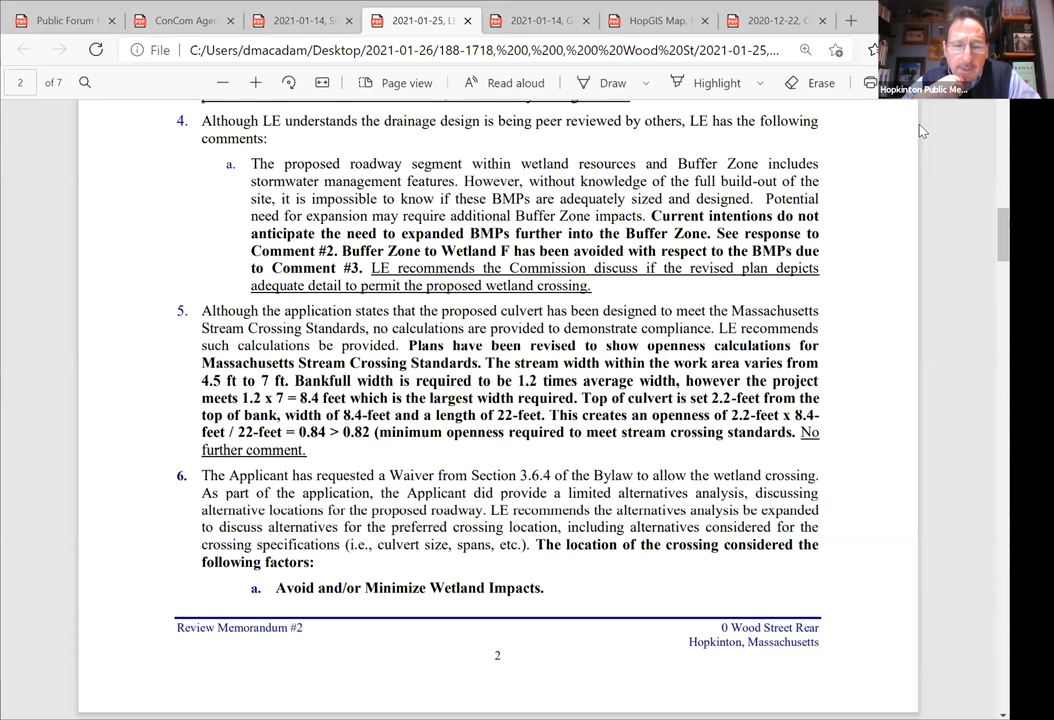 Public Forum
ConCom Agen
2021-01-14, S
2021-01-25, LE
2021-01-14, G
HopGIS Map,
2020-12-22, C
File
C:/Users/dmacadam/Desktop/2021-01-26/188-1718,%200,%200,%200%20Wood%20St/2021-01-25,...
2
of 7
Page view
Read aloud
Draw
Highlight
Erase
Hopkinton Public Me...
4. Although LE understands the drainage design is being peer reviewed by others, LE has the following
comments:
a. The proposed roadway segment within wetland resources and Buffer Zone includes
stormwater management features. However, without knowledge of the full build-out of the
site, it is impossible to know if these BMPs are adequately sized and designed. Potential
need for expansion may require additional Buffer Zone impacts. Current intentions do not
anticipate the need to expanded BMPs further into the Buffer Zone. See response to
Comment #2. Buffer Zone to Wetland F has been avoided with respect to the BMPs due
to Comment #3. LE recommends the Commission discuss if the revised plan depicts
adequate detail to permit the proposed wetland crossing.
5. Although the application states that the proposed culvert has been designed to meet the Massachusetts
Stream Crossing Standards, no calculations are provided to demonstrate compliance. LE recommends
such calculations be provided. Plans have been revised to show openness calculations for
Massachusetts Stream Crossing Standards. The stream width within the work area varies from
4.5 ft to 7 ft. Bankfull width is required to be 1.2 times average width, however the project
meets 1.2 x 7 = 8.4 feet which is the largest width required. Top of culvert is set 2.2-feet from the
top of bank, width of 8.4-feet and a length of 22-feet. This creates an openness of 2.2-feet x 8.4-
feet / 22-feet = 0.84 > 0.82 (minimum openness required to meet stream crossing standards. No
further comment.
6. The Applicant has requested a Waiver from Section 3.6.4 of the Bylaw to allow the wetland crossing.
As part of the application, the Applicant did provide a limited alternatives analysis, discussing
alternative locations for the proposed roadway. LE recommends the alternatives analysis be expanded
to discuss alternatives for the preferred crossing location, including alternatives considered for the
crossing specifications (i.e., culvert size, spans, etc.). The location of the crossing considered the
following factors:
a. Avoid and/or Minimize Wetland Impacts.
Review Memorandum #2
0 Wood Street Rear
Hopkinton, Massachusetts
2